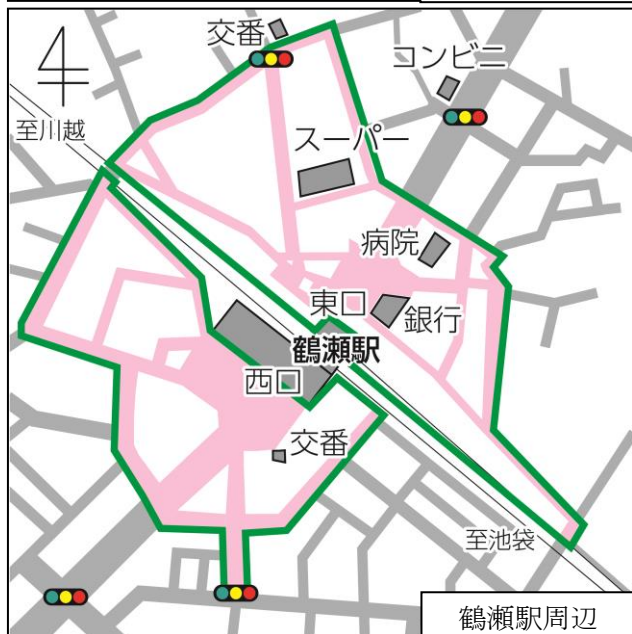 交番
コンビニ
至川越
スーパー
病院
東口
銀行
鶴瀬駅
西口
交番
至池袋
鶴瀬駅周辺